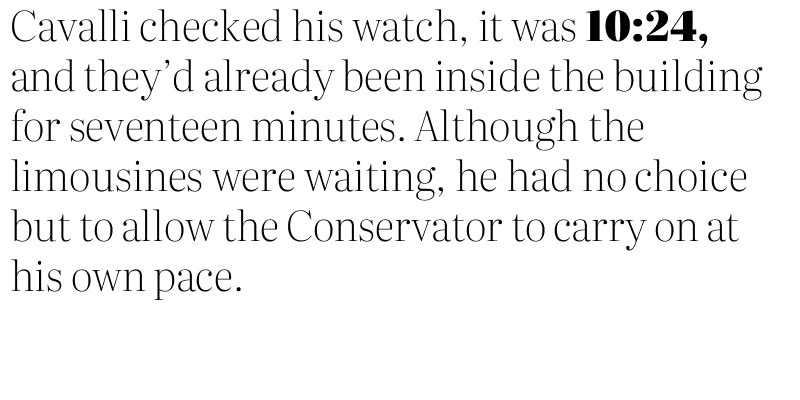 Cavalli checked his watch, it was 10:24,
and they’d already been inside the building
for seventeen minutes. Although the
limousines were waiting, he had no choice
but to allow the Conservator to carry on at
his own pace.